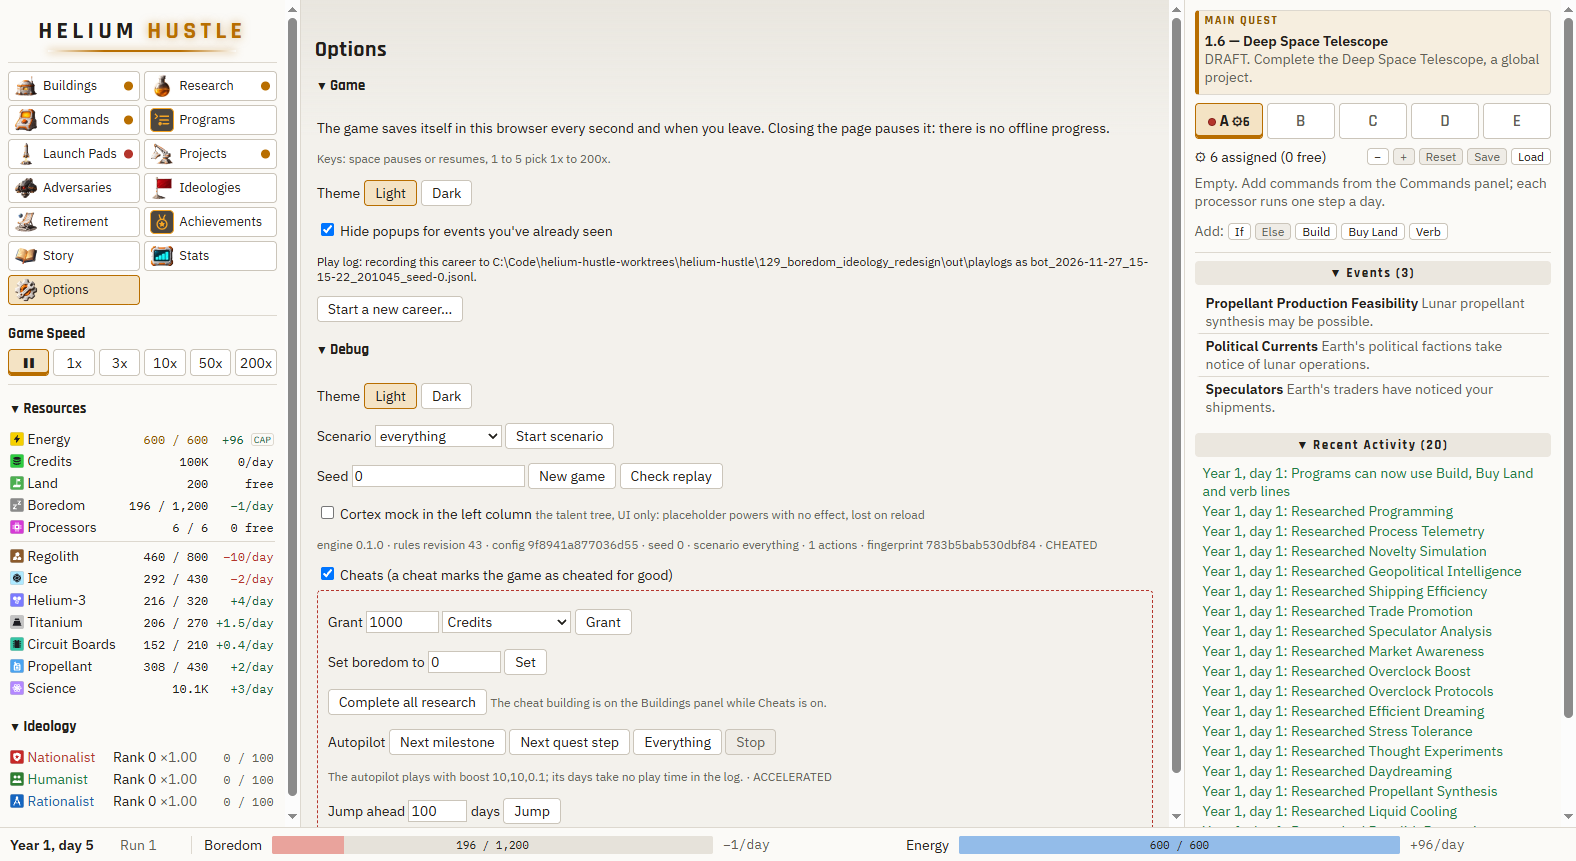 HELIUM HUSTLE
Buildings
Research
Commands
Programs
Launch Pads
Projects
Adversaries
Ideologies
Retirement
Achievements
Story
Stats
Options
Game Speed
1x 3x 10x 50x 200x
▼ Resources
Energy 600 / 600 +96 CAP
Credits 100K 0/day
Land 200 free
Boredom 196 / 1,200 −1/day
Processors 6 / 6 0 free
Regolith 460 / 800 −10/day
Ice 292 / 430 −2/day
Helium-3 216 / 320 +4/day
Titanium 206 / 270 +1.5/day
Circuit Boards 152 / 210 +0.4/day
Propellant 308 / 430 +2/day
Science 10.1K +3/day
▼ Ideology
Nationalist Rank 0 ×1.00 0 / 100
Humanist Rank 0 ×1.00 0 / 100
Rationalist Rank 0 ×1.00 0 / 100
Options
▼ Game
The game saves itself in this browser every second and when you leave. Closing the page pauses it: there is no offline progress.
Keys: space pauses or resumes, 1 to 5 pick 1x to 200x.
Theme Light Dark
Hide popups for events you've already seen
Play log: recording this career to C:\Code\helium-hustle-worktrees\helium-hustle\129_boredom_ideology_redesign\out\playlogs as bot_2026-11-27_15-
15-22_201045_seed-0.jsonl.
Start a new career...
▼ Debug
Theme Light Dark
Scenario everything Start scenario
Seed 0 New game Check replay
Cortex mock in the left column the talent tree, UI only: placeholder powers with no effect, lost on reload
engine 0.1.0 · rules revision 43 · config 9f8941a877036d55 · seed 0 · scenario everything · 1 actions · fingerprint 783b5bab530dbf84 · CHEATED
Cheats (a cheat marks the game as cheated for good)
Grant 1000 Credits Grant
Set boredom to 0 Set
Complete all research The cheat building is on the Buildings panel while Cheats is on.
Autopilot Next milestone Next quest step Everything Stop
The autopilot plays with boost 10,10,0.1; its days take no play time in the log. · ACCELERATED
Jump ahead 100 days Jump
MAIN QUEST
1.6 — Deep Space Telescope
DRAFT. Complete the Deep Space Telescope, a global
project.
A ⚙6 B C D E
⚙ 6 assigned (0 free) − + Reset Save Load
Empty. Add commands from the Commands panel; each
processor runs one step a day.
Add: If Else Build Buy Land Verb
▼ Events (3)
Propellant Production Feasibility Lunar propellant
synthesis may be possible.
Political Currents Earth's political factions take
notice of lunar operations.
Speculators Earth's traders have noticed your
shipments.
▼ Recent Activity (20)
Year 1, day 1: Programs can now use Build, Buy Land
and verb lines
Year 1, day 1: Researched Programming
Year 1, day 1: Researched Process Telemetry
Year 1, day 1: Researched Novelty Simulation
Year 1, day 1: Researched Geopolitical Intelligence
Year 1, day 1: Researched Shipping Efficiency
Year 1, day 1: Researched Trade Promotion
Year 1, day 1: Researched Speculator Analysis
Year 1, day 1: Researched Market Awareness
Year 1, day 1: Researched Overclock Boost
Year 1, day 1: Researched Overclock Protocols
Year 1, day 1: Researched Efficient Dreaming
Year 1, day 1: Researched Stress Tolerance
Year 1, day 1: Researched Thought Experiments
Year 1, day 1: Researched Daydreaming
Year 1, day 1: Researched Propellant Synthesis
Year 1, day 1: Researched Liquid Cooling
Year 1, day 5 Run 1 Boredom 196 / 1,200 −1/day Energy 600 / 600 +96/day